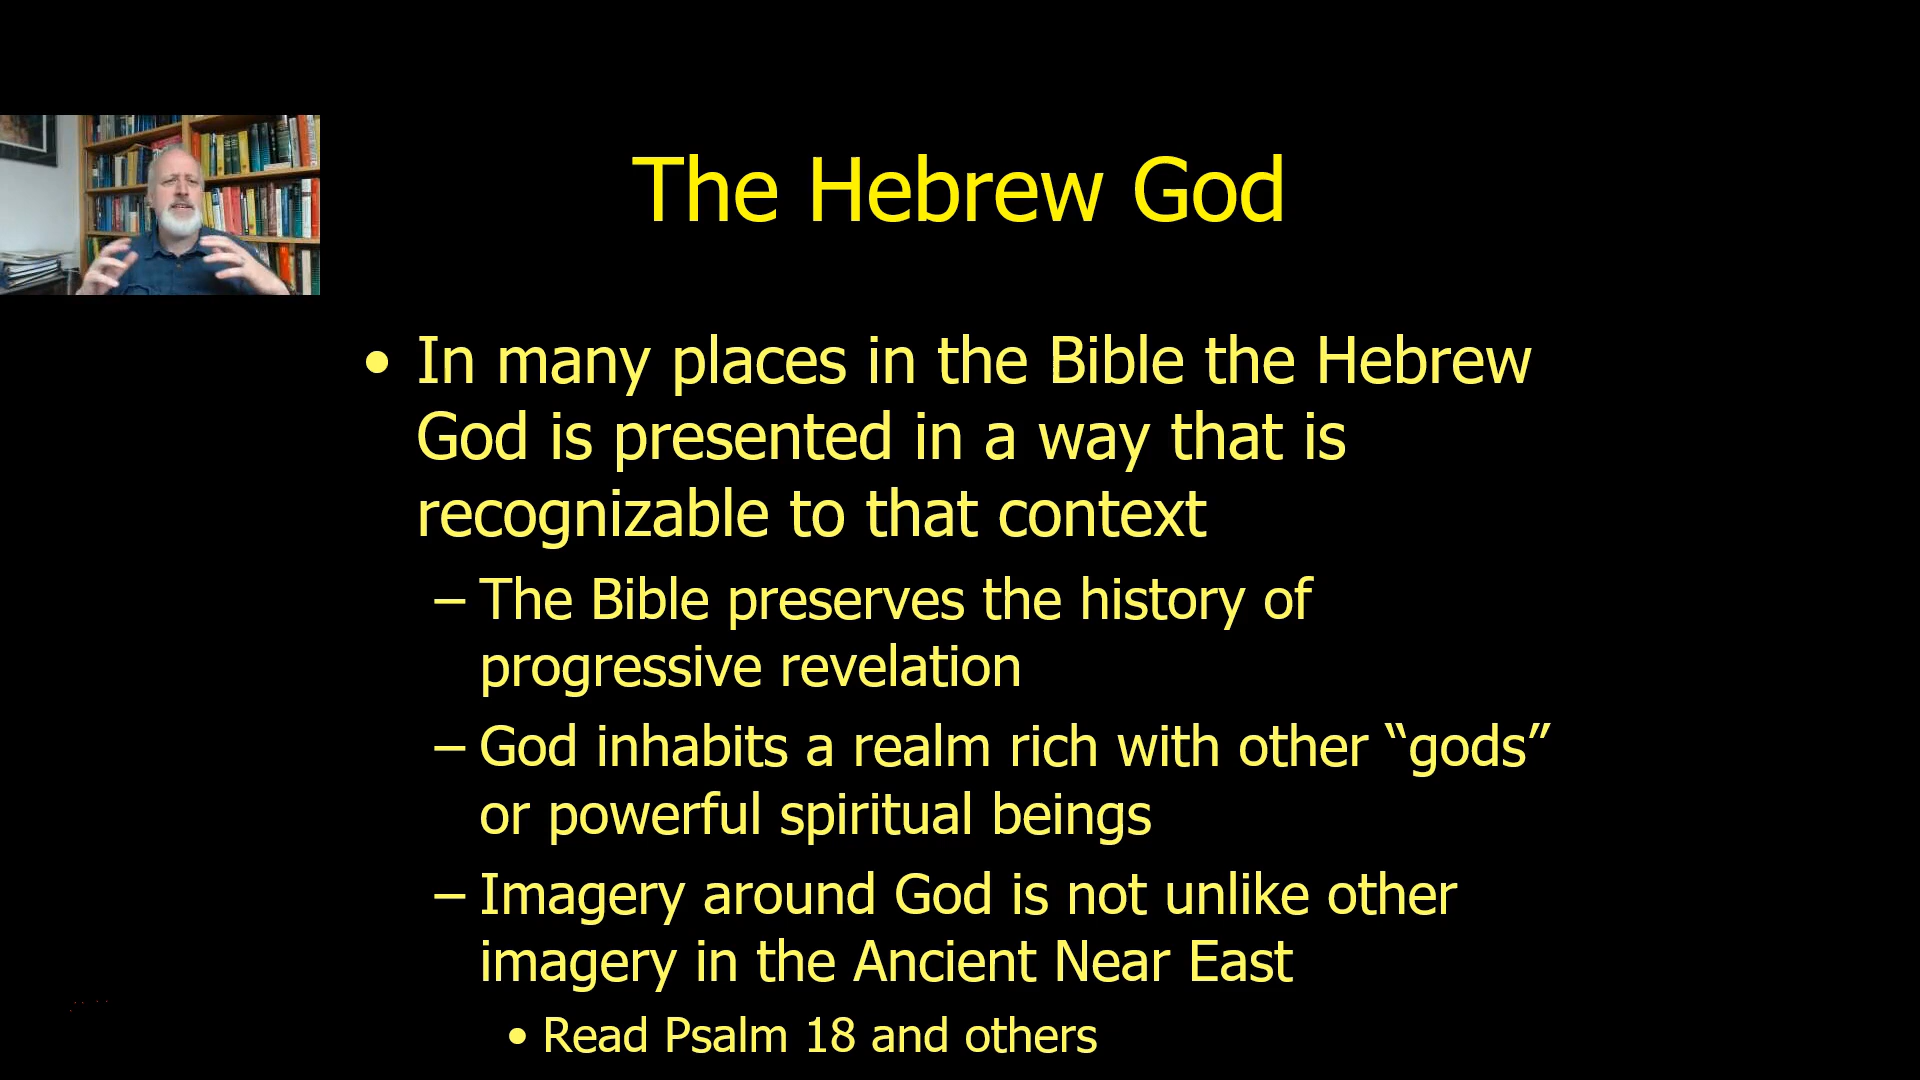 The Hebrew God
• In many places in the Bible the Hebrew
God is presented in a way that is
recognizable to that context
– The Bible preserves the history of
progressive revelation
– God inhabits a realm rich with other “gods”
or powerful spiritual beings
– Imagery around God is not unlike other
imagery in the Ancient Near East
• Read Psalm 18 and others